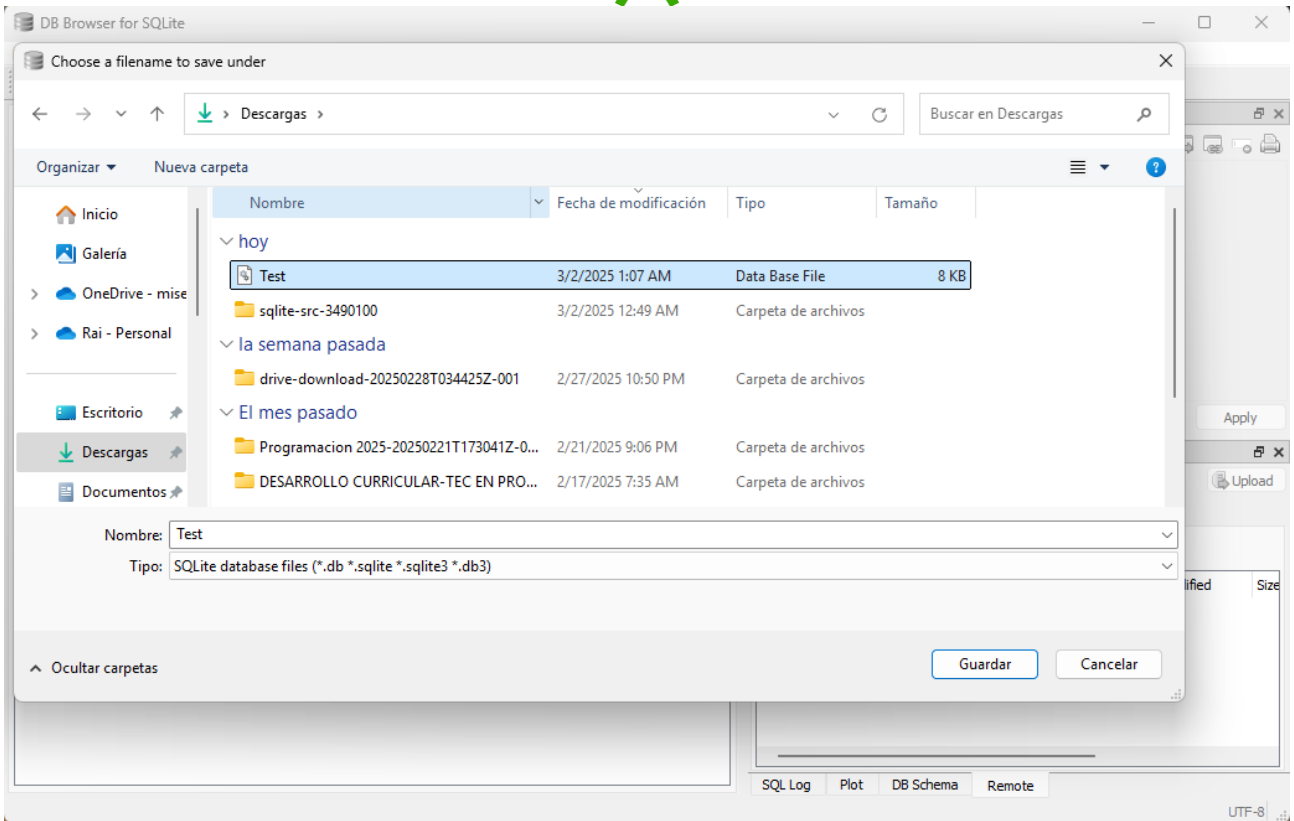 DB Browser for SQLite
Choose a filename to save under
Descargas
Buscar en Descargas
Organizar Nueva carpeta
Nombre Fecha de modificación Tipo Tamaño
Inicio
Galería
OneDrive - mise
Rai - Personal
Escritorio
Descargas
Documentos
hoy
Test 3/2/2025 1:07 AM Data Base File 8 KB
sqlite-src-3490100 3/2/2025 12:49 AM Carpeta de archivos
la semana pasada
drive-download-20250228T034425Z-001 2/27/2025 10:50 PM Carpeta de archivos
El mes pasado
Programacion 2025-20250221T173041Z-0... 2/21/2025 9:06 PM Carpeta de archivos
DESARROLLO CURRICULAR-TEC EN PRO... 2/17/2025 7:35 AM Carpeta de archivos
Nombre: Test
Tipo: SQLite database files (*.db *.sqlite *.sqlite3 *.db3)
Ocultar carpetas
Guardar Cancelar
Apply
Upload
ified Size
SQL Log Plot DB Schema Remote
UTF-8